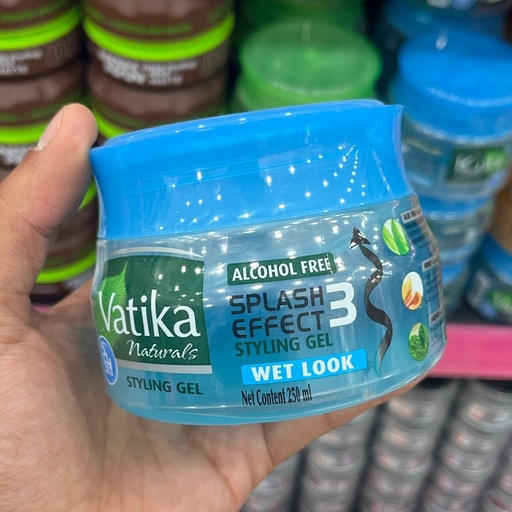 Vatika
Naturals
STYLING GEL
ALCOHOL FREE
SPLASH
EFFECT 3
STYLING GEL
WET LOOK
Net Content 250 ml